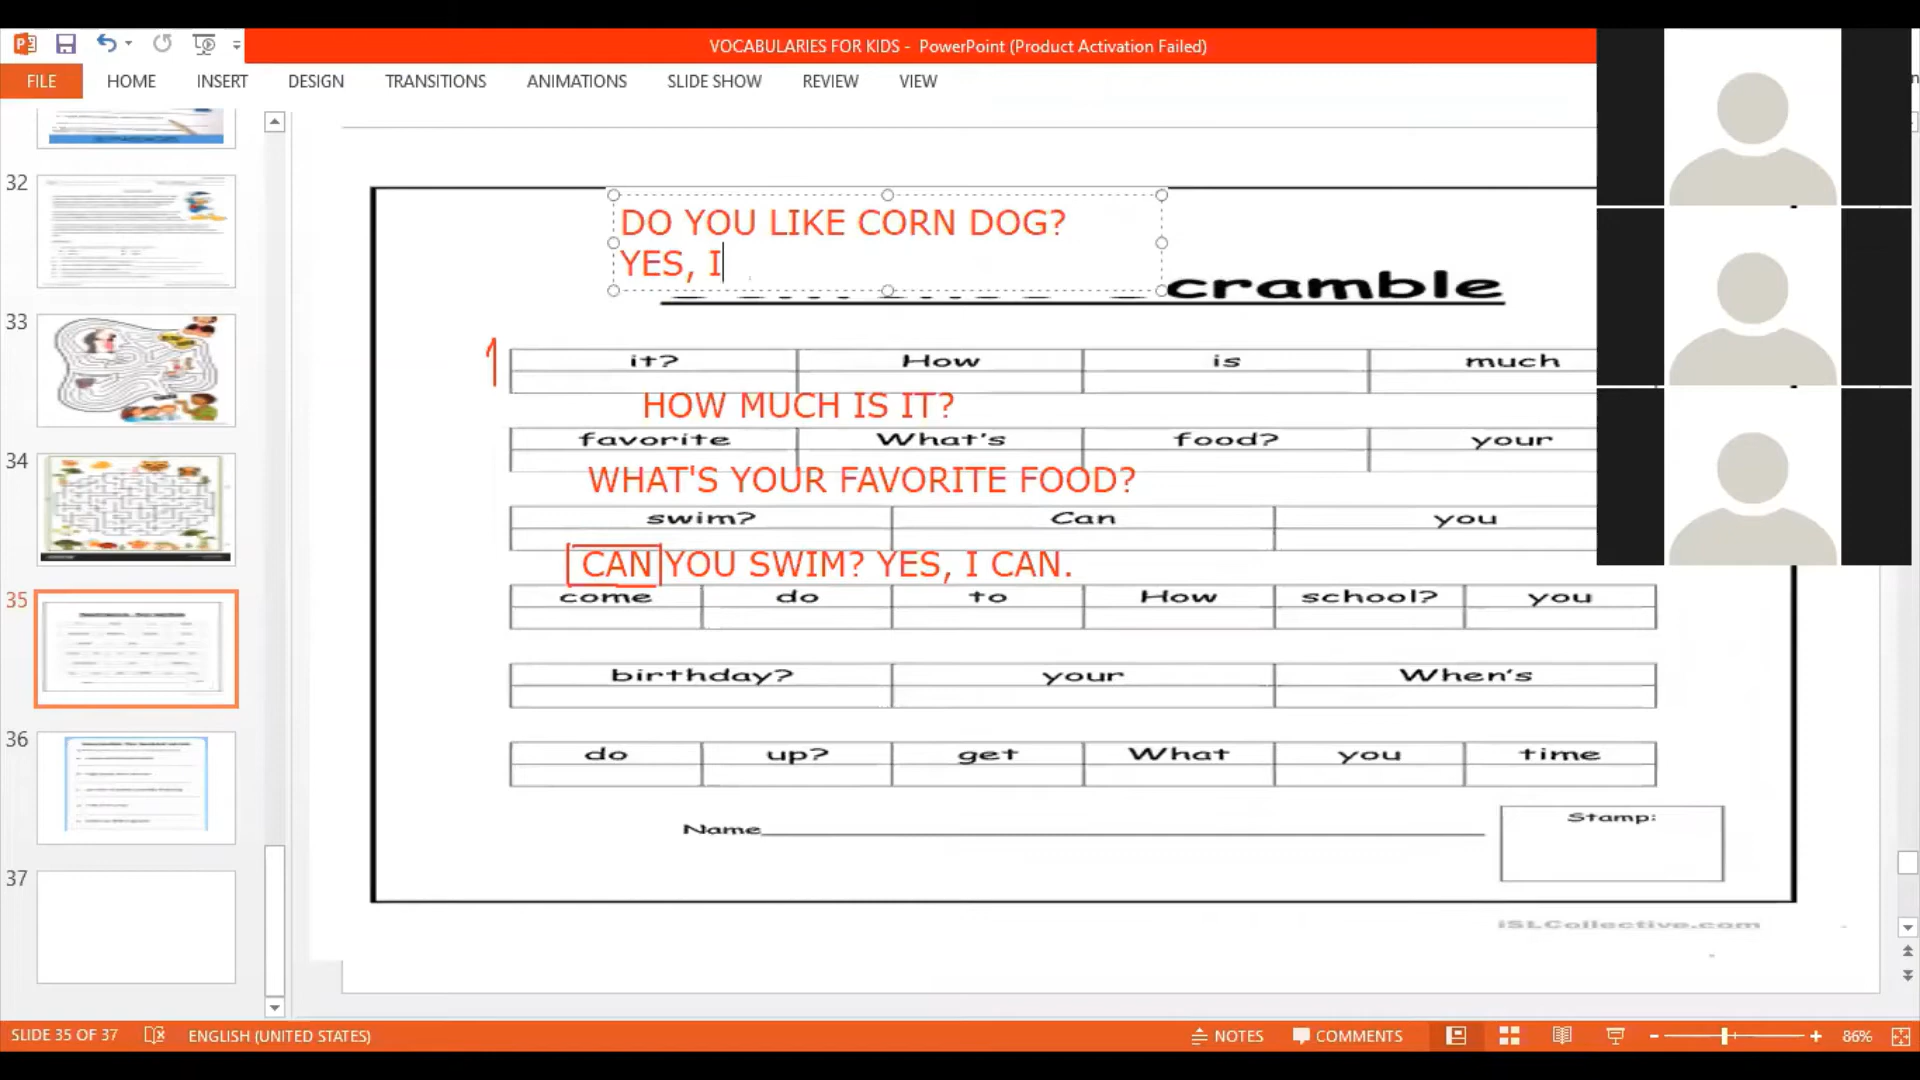 VOCABULARIES FOR KIDS - PowerPoint (Product Activation Failed)
FILE HOME INSERT DESIGN TRANSITIONS ANIMATIONS SLIDE SHOW REVIEW VIEW
32
33
34
35
36
37
DO YOU LIKE CORN DOG?
YES, I
cramble
1
it? How is much
HOW MUCH IS IT?
favorite What's food? your
WHAT'S YOUR FAVORITE FOOD?
swim? Can you
CAN YOU SWIM? YES, I CAN.
come do to How school? you
birthday? your When's
do up? get What you time
Name
Stamp:
iSLCollective.com
SLIDE 35 OF 37 ENGLISH (UNITED STATES) NOTES COMMENTS 86%